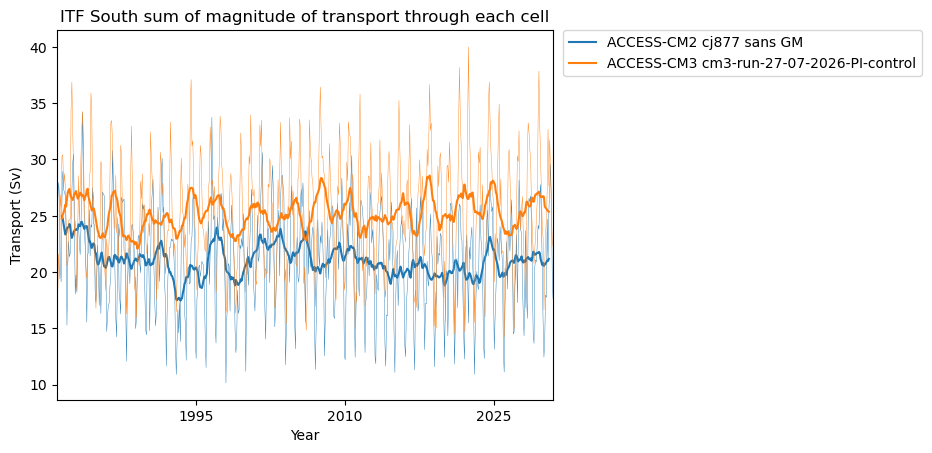 ITF South sum of magnitude of transport through each cell
ACCESS-CM2 cj877 sans GM
ACCESS-CM3 cm3-run-27-07-2026-PI-control
40
35
30
25
20
15
10
Transport (Sv)
1995
2010
2025
Year